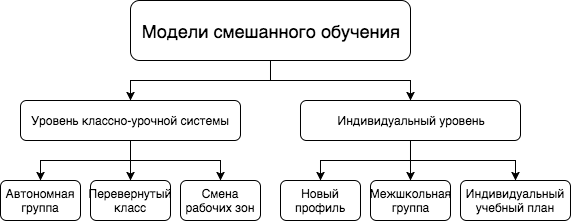 Модели смешанного обучения
Уровень классно-урочной системы
Индивидуальный уровень
Автономная
группа
Перевернутый
класс
Смена
рабочих зон
Новый
профиль
Межшкольная
группа
Индивидуальный
учебный план